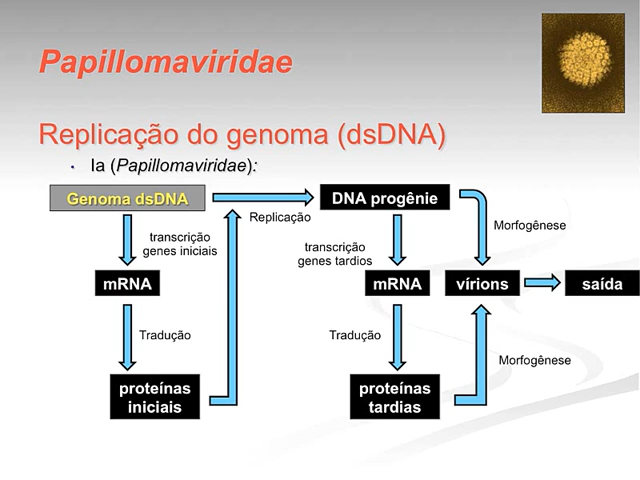 Papillomaviridae
Replicação do genoma (dsDNA)
• Ia (Papillomaviridae):
Genoma dsDNA
Replicação
DNA progênie
Morfogênese
transcrição
genes iniciais
transcrição
genes tardios
mRNA
mRNA
vírions
saída
Tradução
Tradução
Morfogênese
proteínas
iniciais
proteínas
tardias